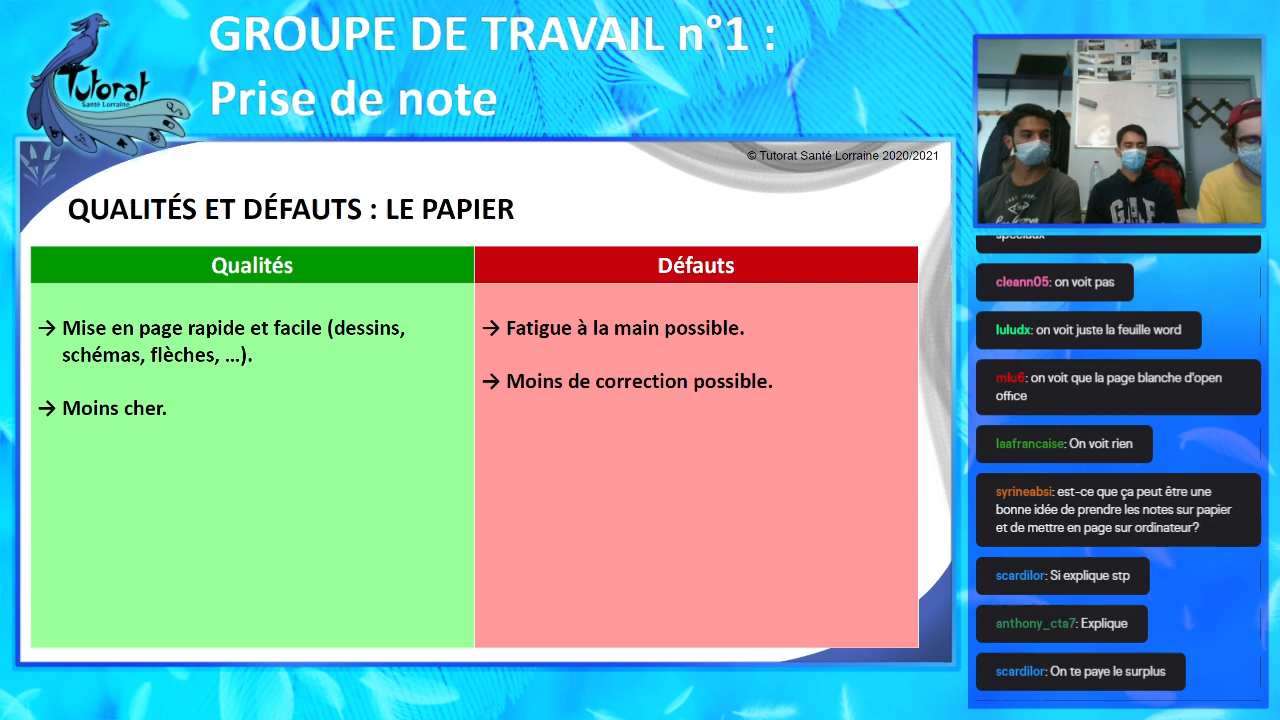 GROUPE DE TRAVAIL n°1 :
Prise de note
Tutorat
Santé Lorraine
© Tutorat Santé Lorraine 2020/2021
QUALITÉS ET DÉFAUTS : LE PAPIER
Qualités
→ Mise en page rapide et facile (dessins,
schémas, flèches, ...).
→ Moins cher.
Défauts
→ Fatigue à la main possible.
→ Moins de correction possible.
GAP
spéciaux
cleann05: on voit pas
luludx: on voit juste la feuille word
mlu6: on voit que la page blanche d'open
office
laafrancaise: On voit rien
syrineabsi: est-ce que ça peut être une
bonne idée de prendre les notes sur papier
et de mettre en page sur ordinateur?
scardilor: Si explique stp
anthony_cta7: Explique
scardilor: On te paye le surplus